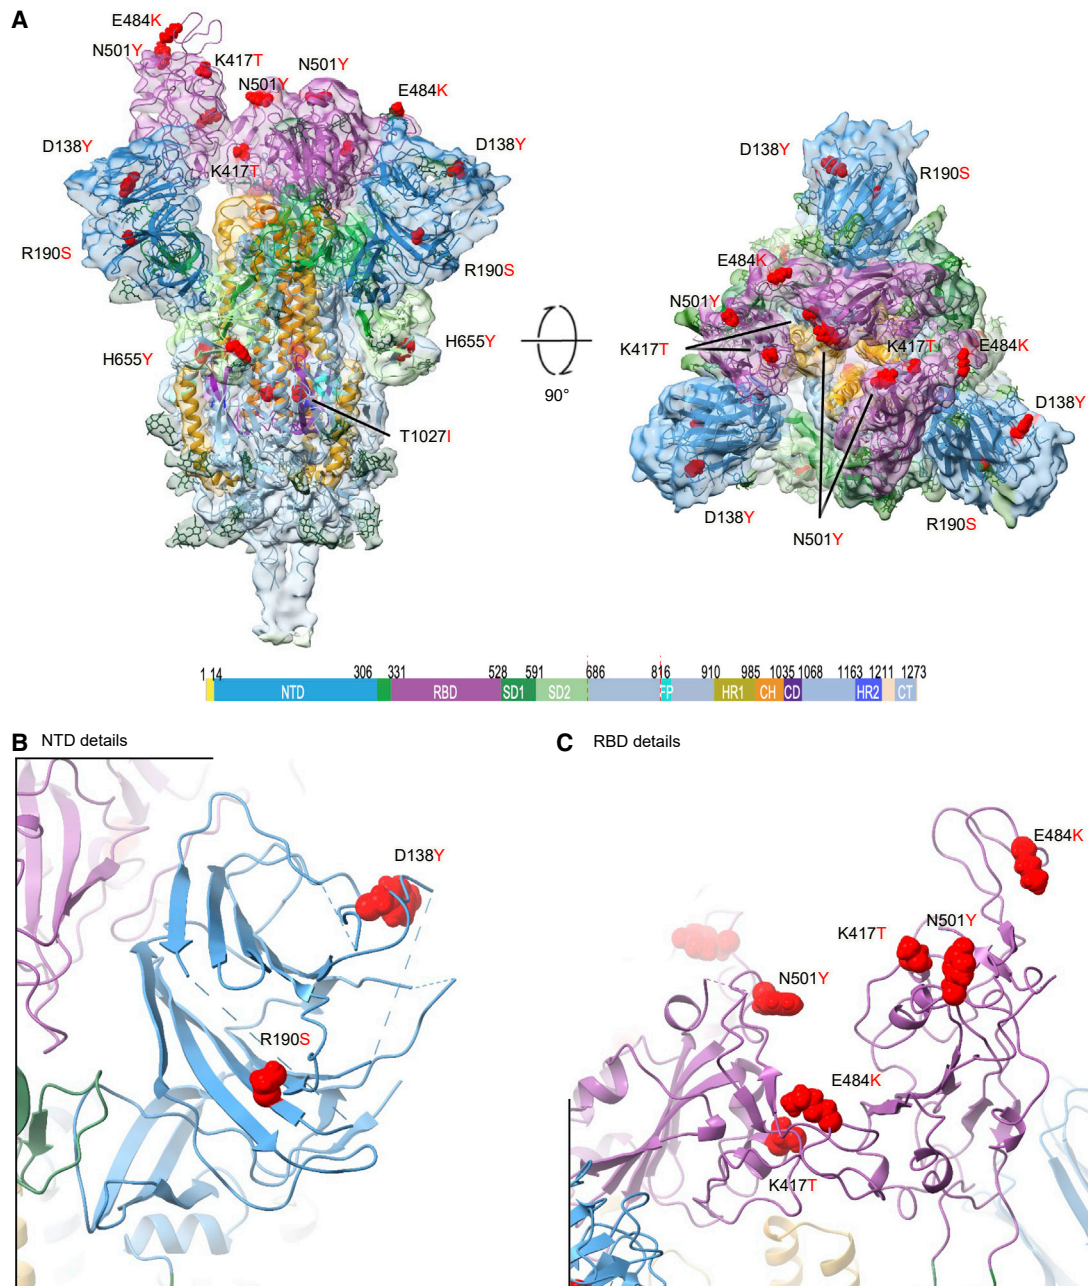 A
E484K
N501Y
K417T
N501Y
N501Y
E484K
D138Y
D138Y
K417T
R190S
R190S
H655Y
H655Y
T1027I
90°
D138Y
R190S
E484K
N501Y
K417T
K417T
E484K
D138Y
D138Y
R190S
N501Y
1 14 306 331 528 591 686 816 910 985 1035 1068 1163 1211 1273
NTD RBD SD1 SD2 FP HR1 CH CD HR2 CT
B NTD details
D138Y
R190S
C RBD details
E484K
N501Y
K417T
N501Y
E484K
K417T